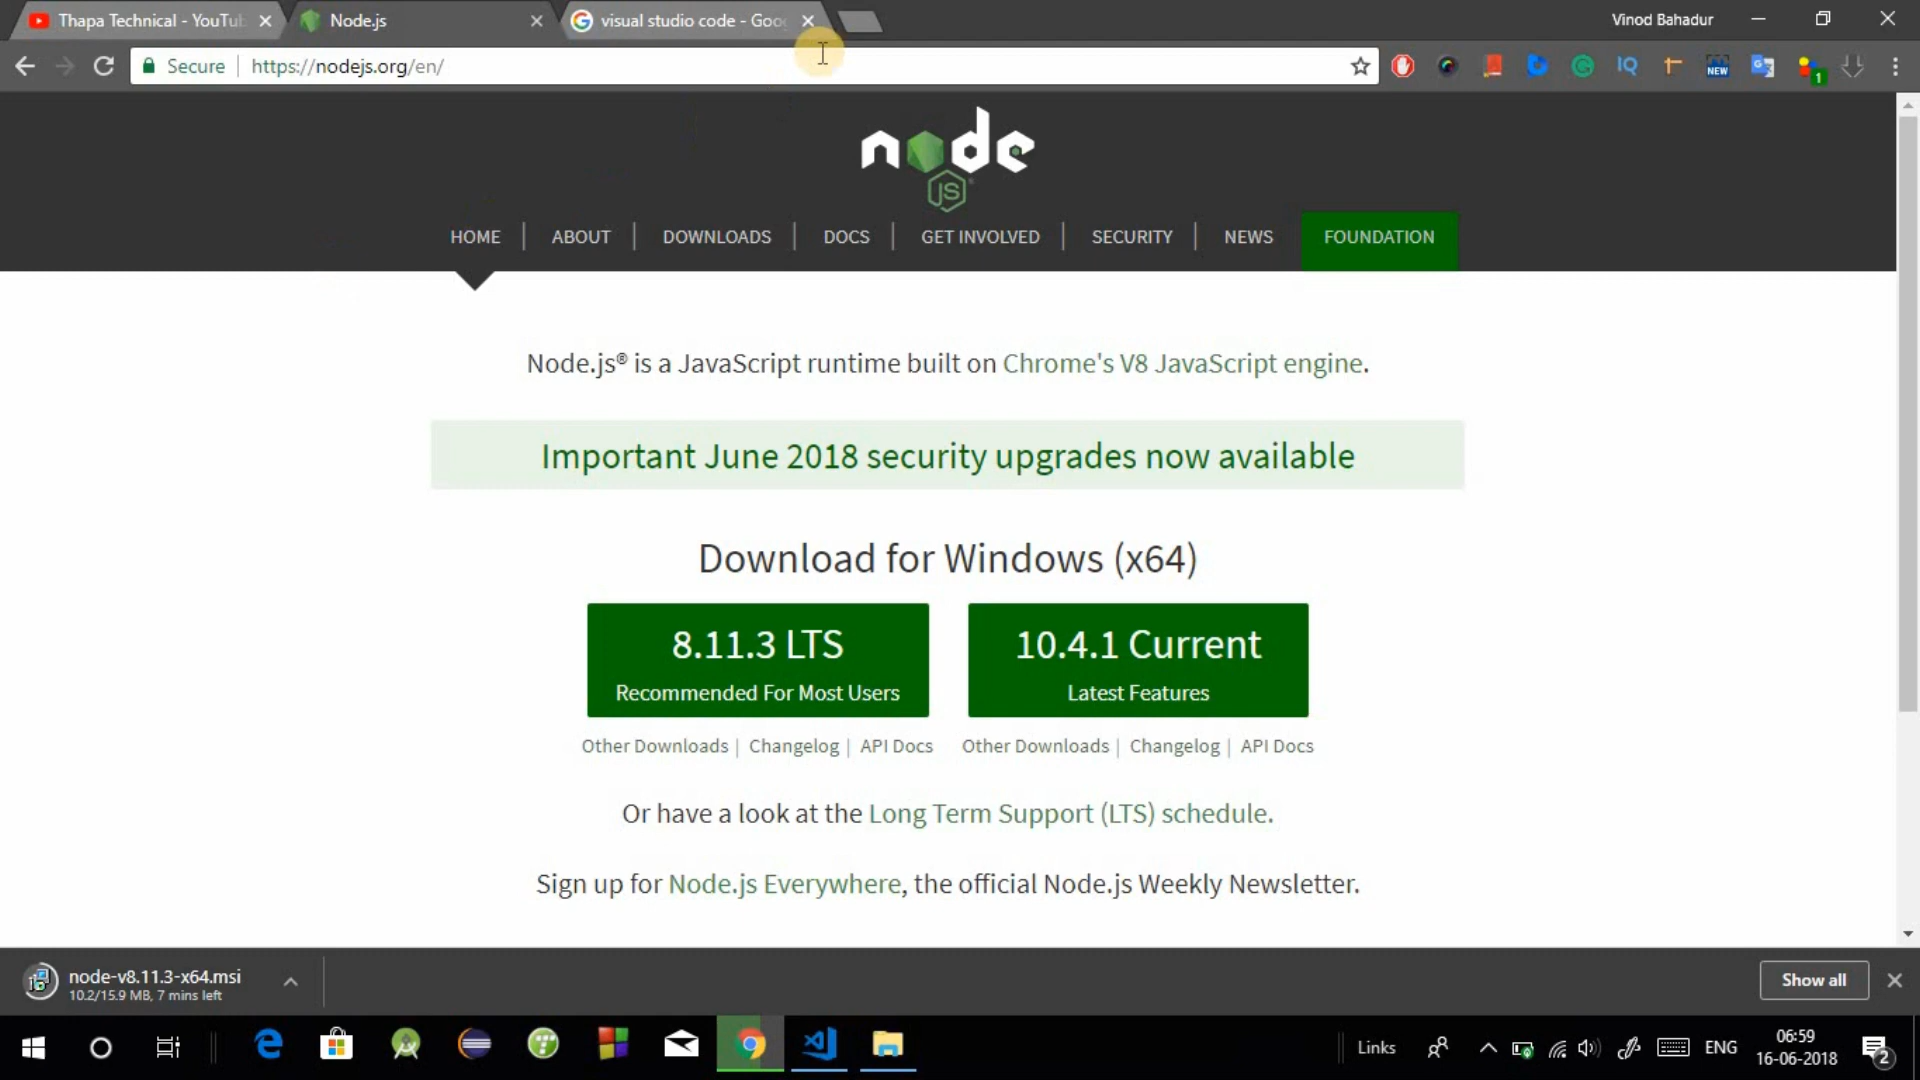 Thapa Technical - YouTu
Node.js
visual studio code - Goo
Vinod Bahadur
Secure
https://nodejs.org/en/
IQ
NEW
1
node
JS
HOME
ABOUT
DOWNLOADS
DOCS
GET INVOLVED
SECURITY
NEWS
FOUNDATION
Node.js® is a JavaScript runtime built on Chrome's V8 JavaScript engine.
Important June 2018 security upgrades now available
Download for Windows (x64)
8.11.3 LTS
Recommended For Most Users
10.4.1 Current
Latest Features
Other Downloads | Changelog | API Docs
Other Downloads | Changelog | API Docs
Or have a look at the Long Term Support (LTS) schedule.
Sign up for Node.js Everywhere, the official Node.js Weekly Newsletter.
node-v8.11.3-x64.msi
10.2/15.9 MB, 7 mins left
Show all
Links
ENG
06:59
16-06-2018
2